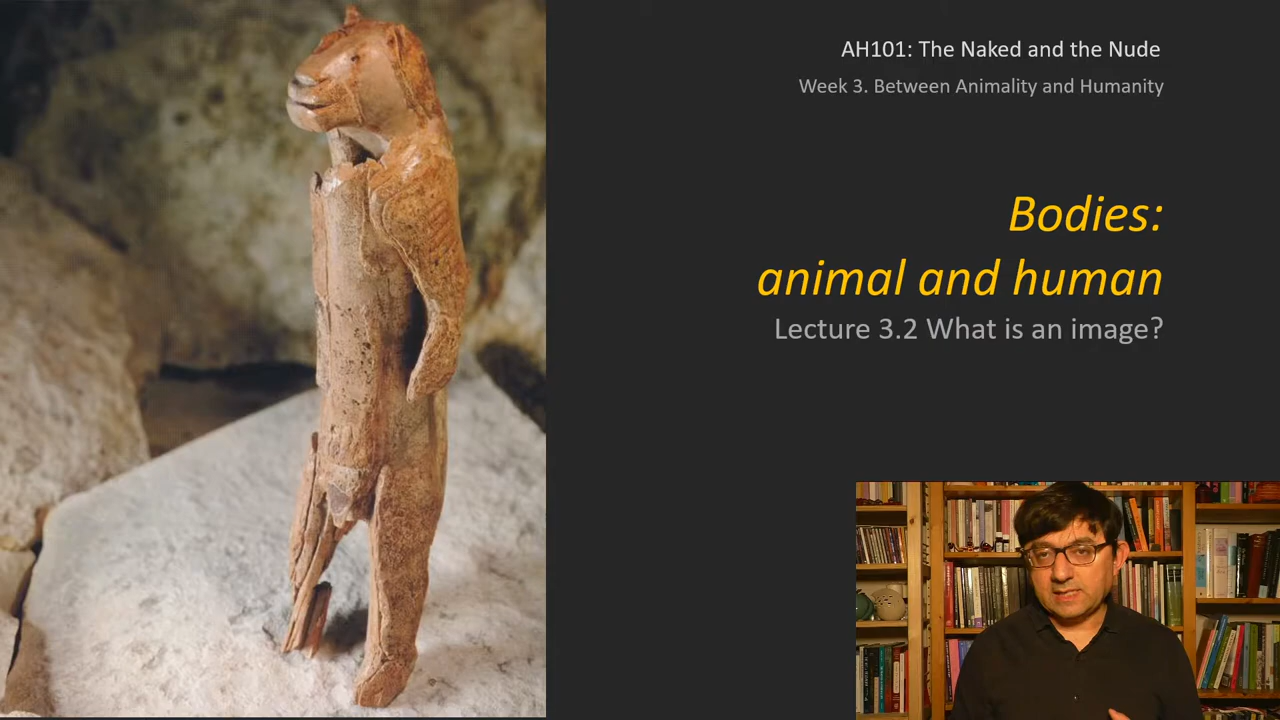 AH101: The Naked and the Nude
Week 3. Between Animality and Humanity
Bodies:
animal and human
Lecture 3.2 What is an image?